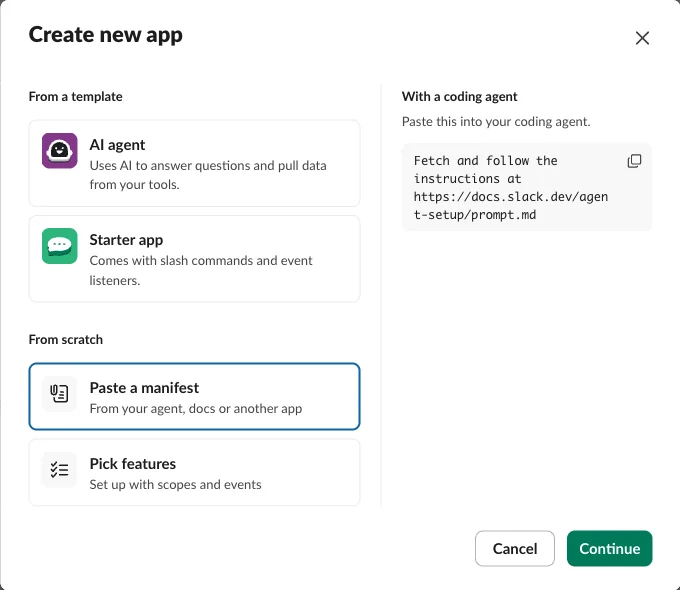 Create new app
From a template
AI agent
Uses AI to answer questions and pull data
from your tools.
Starter app
Comes with slash commands and event
listeners.
From scratch
Paste a manifest
From your agent, docs or another app
Pick features
Set up with scopes and events
With a coding agent
Paste this into your coding agent.
Fetch and follow the
instructions at
https://docs.slack.dev/agen
t-setup/prompt.md
Cancel
Continue